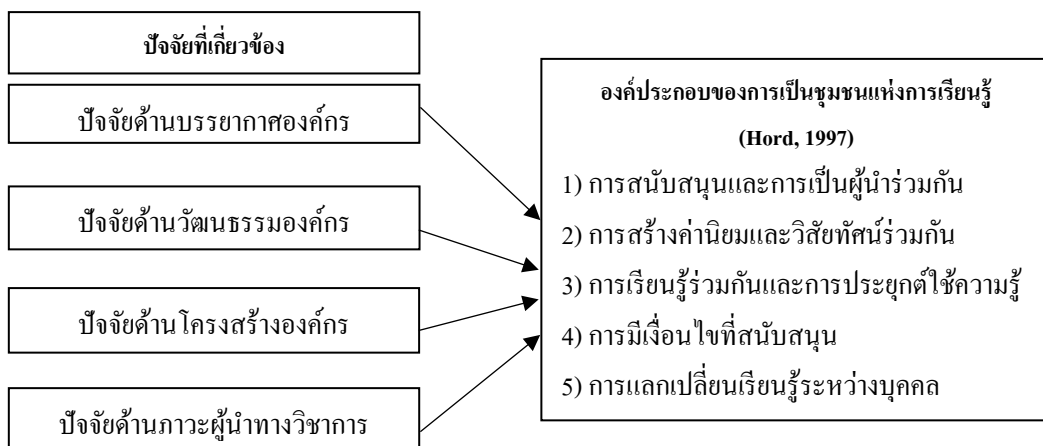 ปัจจัยที่เกี่ยวข้อง
ปัจจัยด้านบรรยากาศองค์กร
ปัจจัยด้านวัฒนธรรมองค์กร
ปัจจัยด้านโครงสร้างองค์กร
ปัจจัยด้านภาวะผู้นำทางวิชาการ
องค์ประกอบของการเป็นชุมชนแห่งการเรียนรู้
(Hord, 1997)
1) การสนับสนุนและการเป็นผู้นำร่วมกัน
2) การสร้างค่านิยมและวิสัยทัศน์ร่วมกัน
3) การเรียนรู้ร่วมกันและการประยุกต์ใช้ความรู้
4) การมีเงื่อนไขที่สนับสนุน
5) การแลกเปลี่ยนเรียนรู้ระหว่างบุคคล